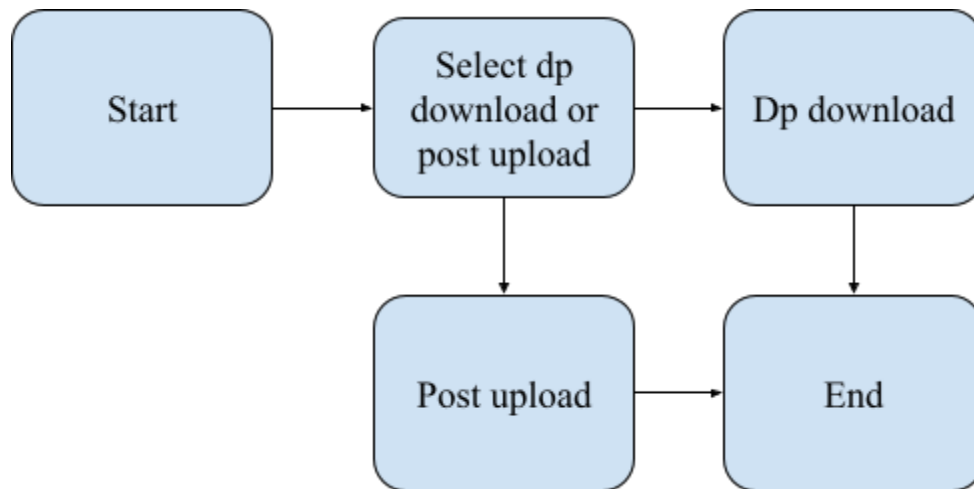 Start
Select dp
download or
post upload
Dp download
Post upload
End